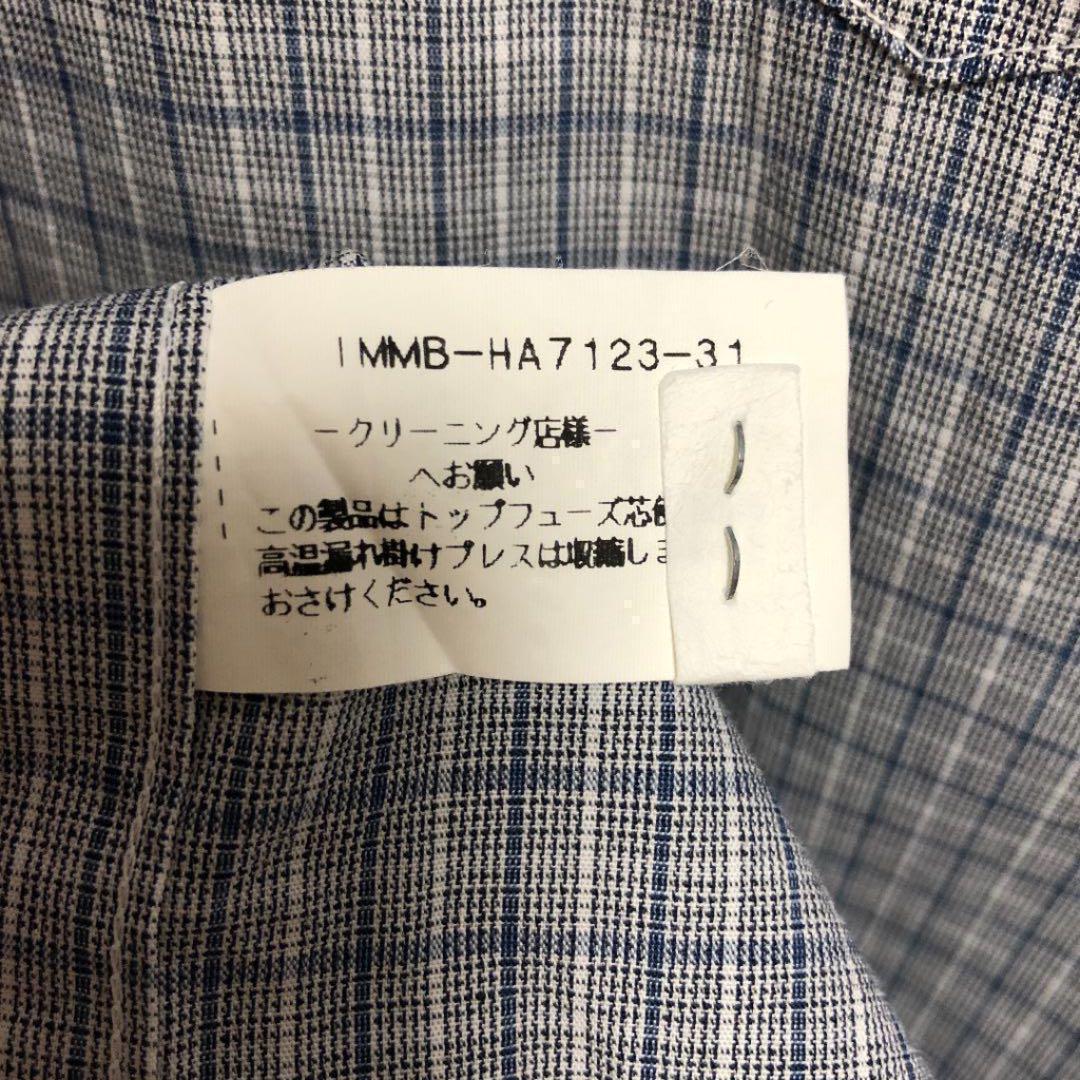 IMMB-HA7123-31
－クリーニング店様－
へお願い
この製品はトップフューズ芯
高温漏れ掛けプレスは収縮しま
おさけください。